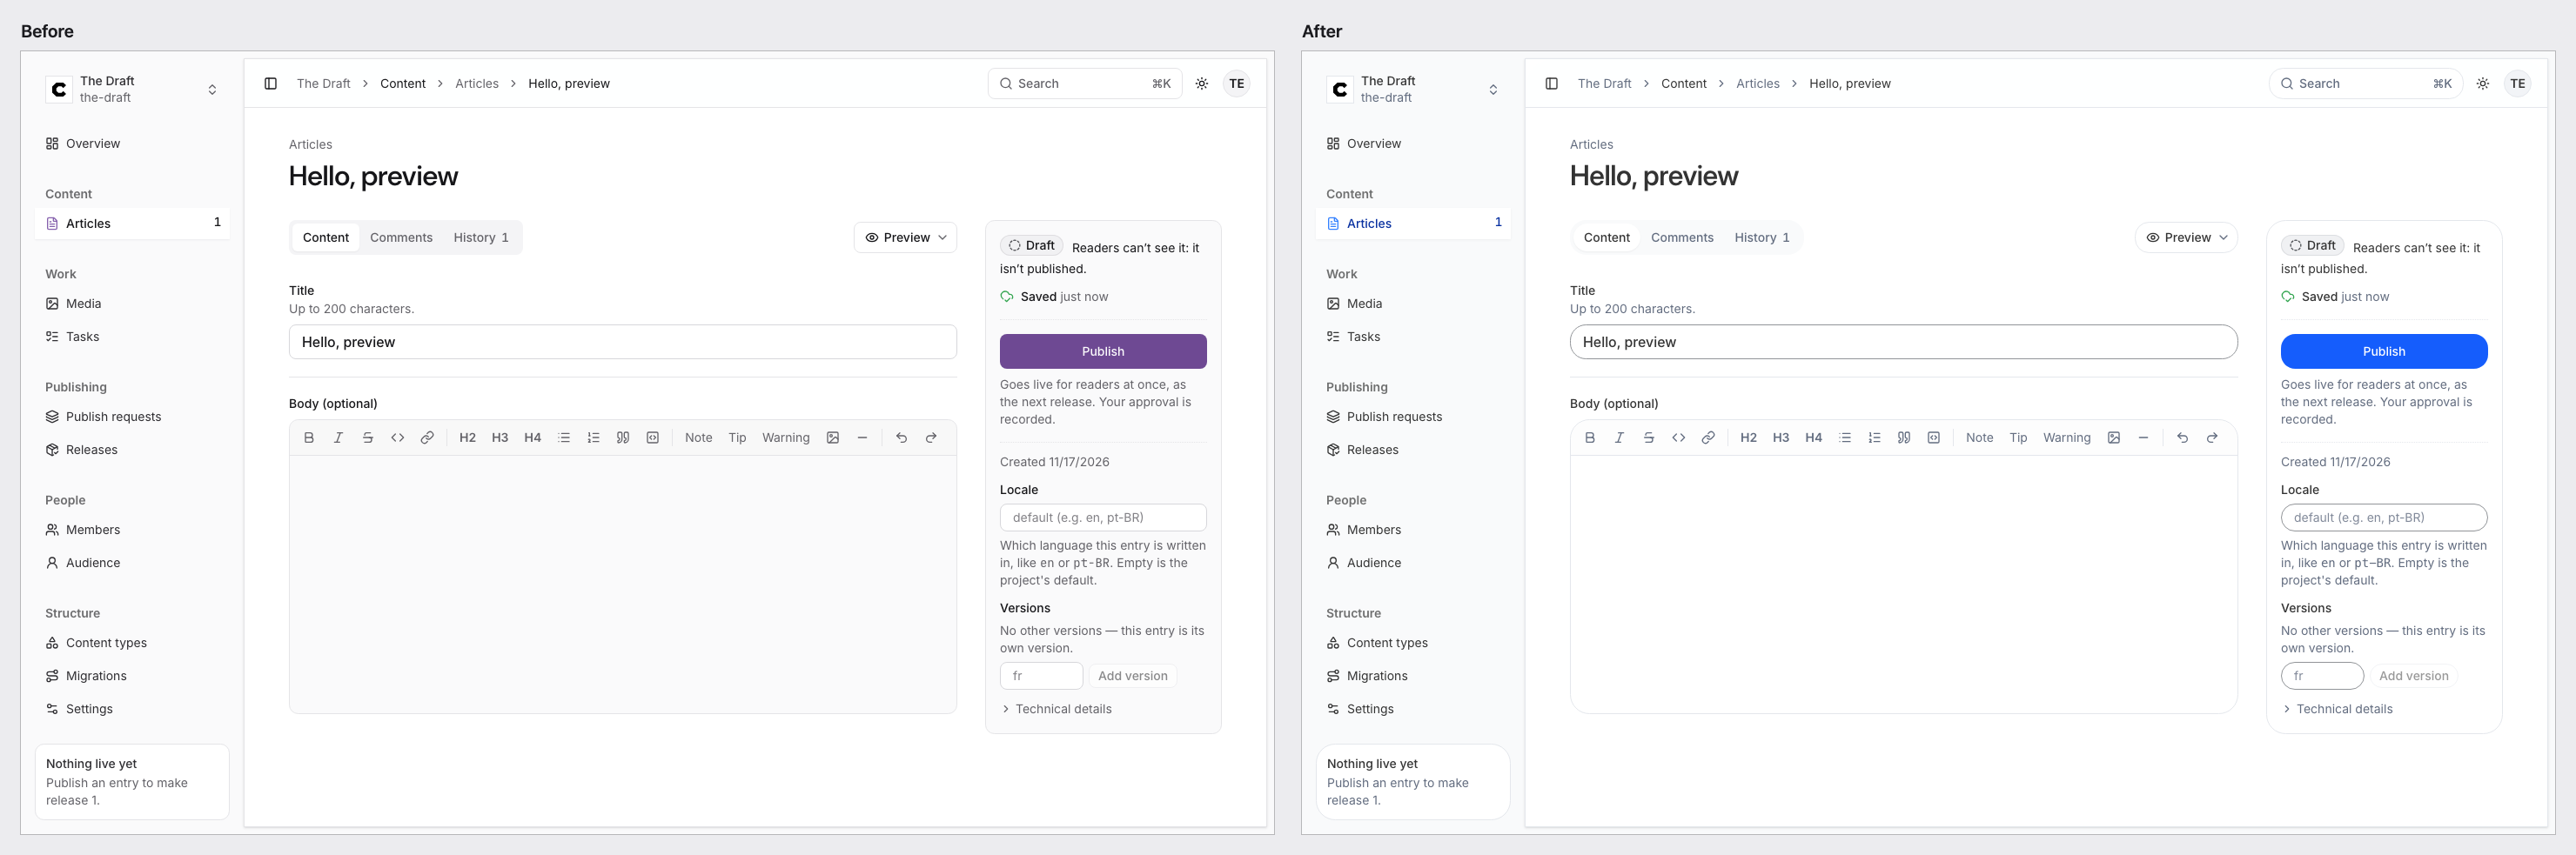 Before
The Draft
the-draft
Overview
Content
Articles 1
Work
Media
Tasks
Publishing
Publish requests
Releases
People
Members
Audience
Structure
Content types
Migrations
Settings
Nothing live yet
Publish an entry to make
release 1.
The Draft > Content > Articles > Hello, preview
Search ⌘K
TE
Articles
Hello, preview
Content Comments History 1
Preview
Title
Up to 200 characters.
Hello, preview
Body (optional)
B I S H2 H3 H4 Note Tip Warning
Draft Readers can’t see it: it
isn’t published.
Saved just now
Publish
Goes live for readers at once, as
the next release. Your approval is
recorded.
Created 11/17/2026
Locale
default (e.g. en, pt-BR)
Which language this entry is written
in, like en or pt-BR. Empty is the
project's default.
Versions
No other versions — this entry is its
own version.
fr Add version
Technical details
After
The Draft
the-draft
Overview
Content
Articles 1
Work
Media
Tasks
Publishing
Publish requests
Releases
People
Members
Audience
Structure
Content types
Migrations
Settings
Nothing live yet
Publish an entry to make
release 1.
The Draft > Content > Articles > Hello, preview
Search ⌘K
TE
Articles
Hello, preview
Content Comments History 1
Preview
Title
Up to 200 characters.
Hello, preview
Body (optional)
B I S H2 H3 H4 Note Tip Warning
Draft Readers can’t see it: it
isn’t published.
Saved just now
Publish
Goes live for readers at once, as
the next release. Your approval is
recorded.
Created 11/17/2026
Locale
default (e.g. en, pt-BR)
Which language this entry is written
in, like en or pt-BR. Empty is the
project's default.
Versions
No other versions — this entry is its
own version.
fr Add version
Technical details